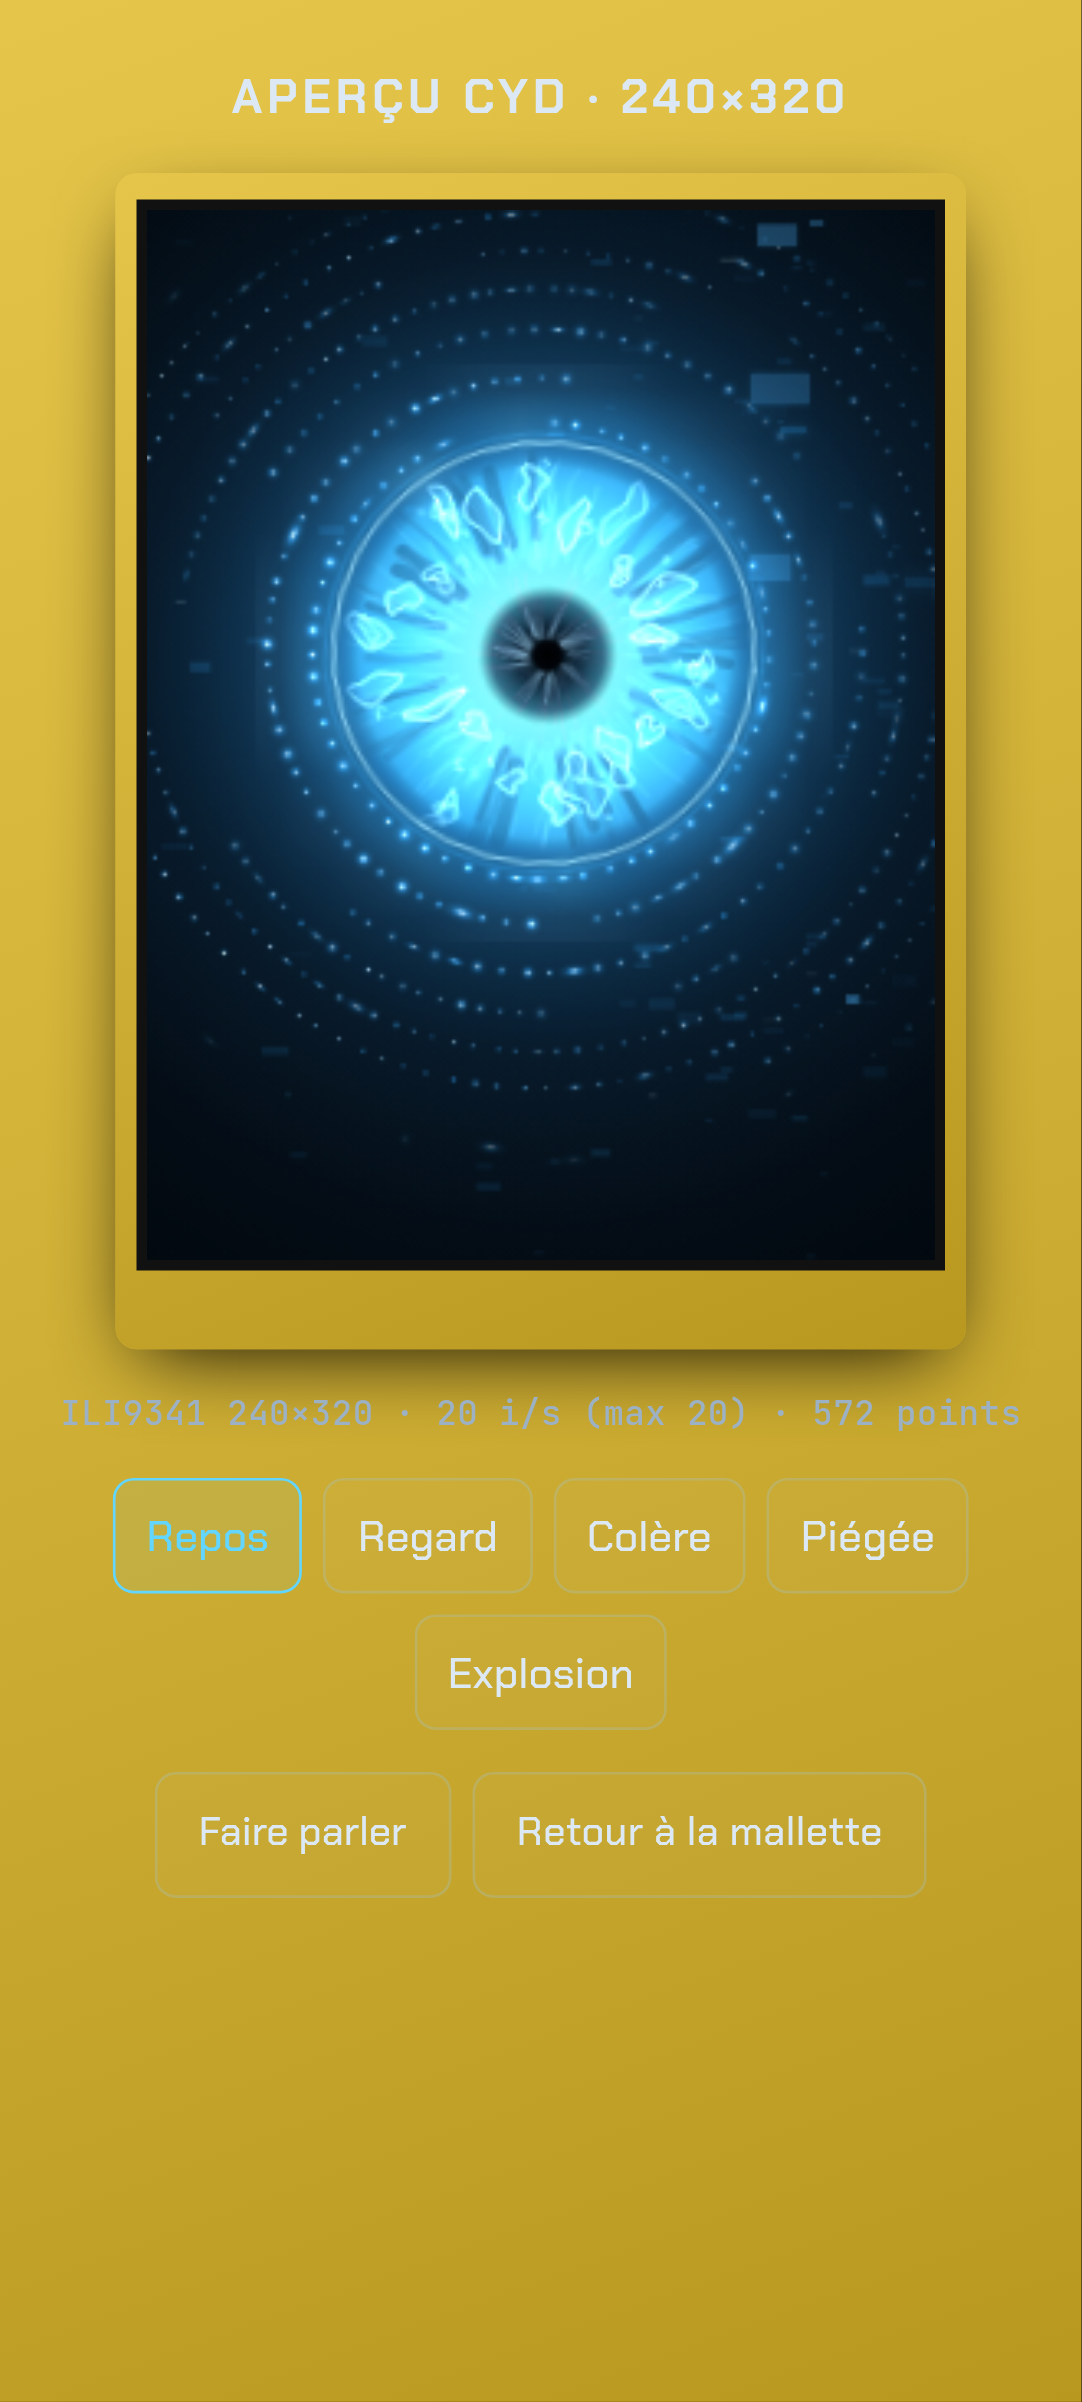 APERÇU CYD · 240×320
ILI9341 240×320 · 20 i/s (max 20) · 572 points
Repos Regard Colère Piégée
Explosion
Faire parler Retour à la mallette